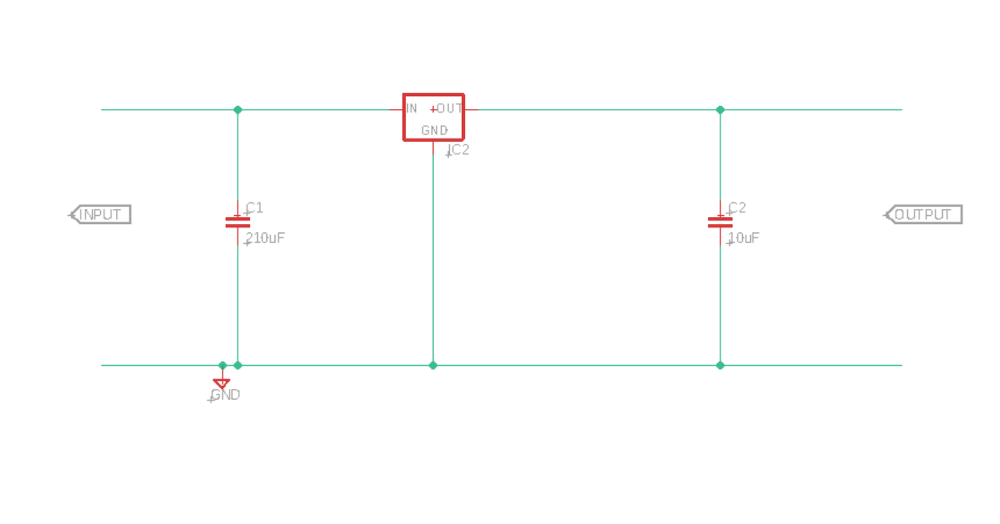 IN OUT
GND
IC2
C1
C2
INPUT
OUTPUT
210uF
10uF
GND